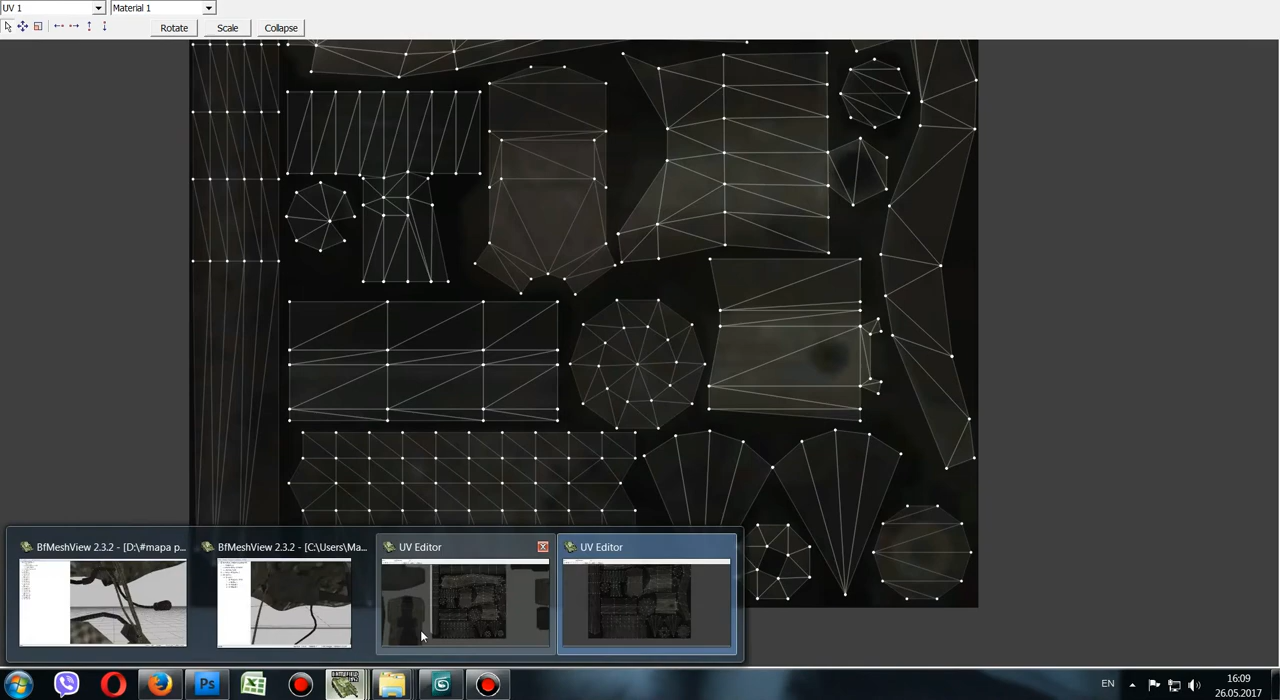 UV 1
Material 1
Rotate
Scale
Collapse
BfMeshView 2.3.2 - [D:\#mapa p...
BfMeshView 2.3.2 - [C:\Users\Ma...
UV Editor
UV Editor
Ps
EN
16:09
26.05.2017